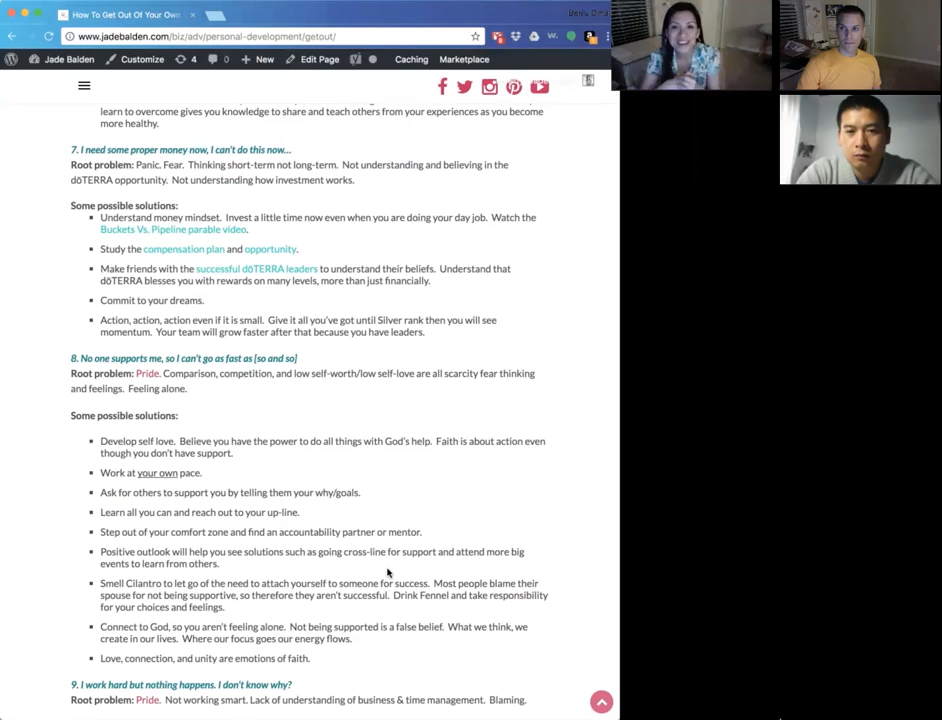 How To Get Out Of Your Own
www.jadebalden.com/biz/adv/personal-development/getout/
Jade Balden Customize 4 0 New Edit Page Caching Marketplace
learn to overcome gives you knowledge to share and teach others from your experiences as you become
more healthy.
7. I need some proper money now, I can't do this now...
Root problem: Panic. Fear. Thinking short-term not long-term. Not understanding and believing in the
dōTERRA opportunity. Not understanding how investment works.
Some possible solutions:
Understand money mindset. Invest a little time now even when you are doing your day job. Watch the
Buckets Vs. Pipeline parable video.
Study the compensation plan and opportunity.
Make friends with the successful dōTERRA leaders to understand their beliefs. Understand that
dōTERRA blesses you with rewards on many levels, more than just financially.
Commit to your dreams.
Action, action, action even if it is small. Give it all you've got until Silver rank then you will see
momentum. Your team will grow faster after that because you have leaders.
8. No one supports me, so I can't go as fast as [so and so]
Root problem: Pride. Comparison, competition, and low self-worth/low self-love are all scarcity fear thinking
and feelings. Feeling alone.
Some possible solutions:
Develop self love. Believe you have the power to do all things with God's help. Faith is about action even
though you don't have support.
Work at your own pace.
Ask for others to support you by telling them your why/goals.
Learn all you can and reach out to your up-line.
Step out of your comfort zone and find an accountability partner or mentor.
Positive outlook will help you see solutions such as going cross-line for support and attend more big
events to learn from others.
Smell Cilantro to let go of the need to attach yourself to someone for success. Most people blame their
spouse for not being supportive, so therefore they aren't successful. Drink Fennel and take responsibility
for your choices and feelings.
Connect to God, so you aren't feeling alone. Not being supported is a false belief. What we think, we
create in our lives. Where our focus goes our energy flows.
Love, connection, and unity are emotions of faith.
9. I work hard but nothing happens. I don't know why?
Root problem: Pride. Not working smart. Lack of understanding of business & time management. Blaming.